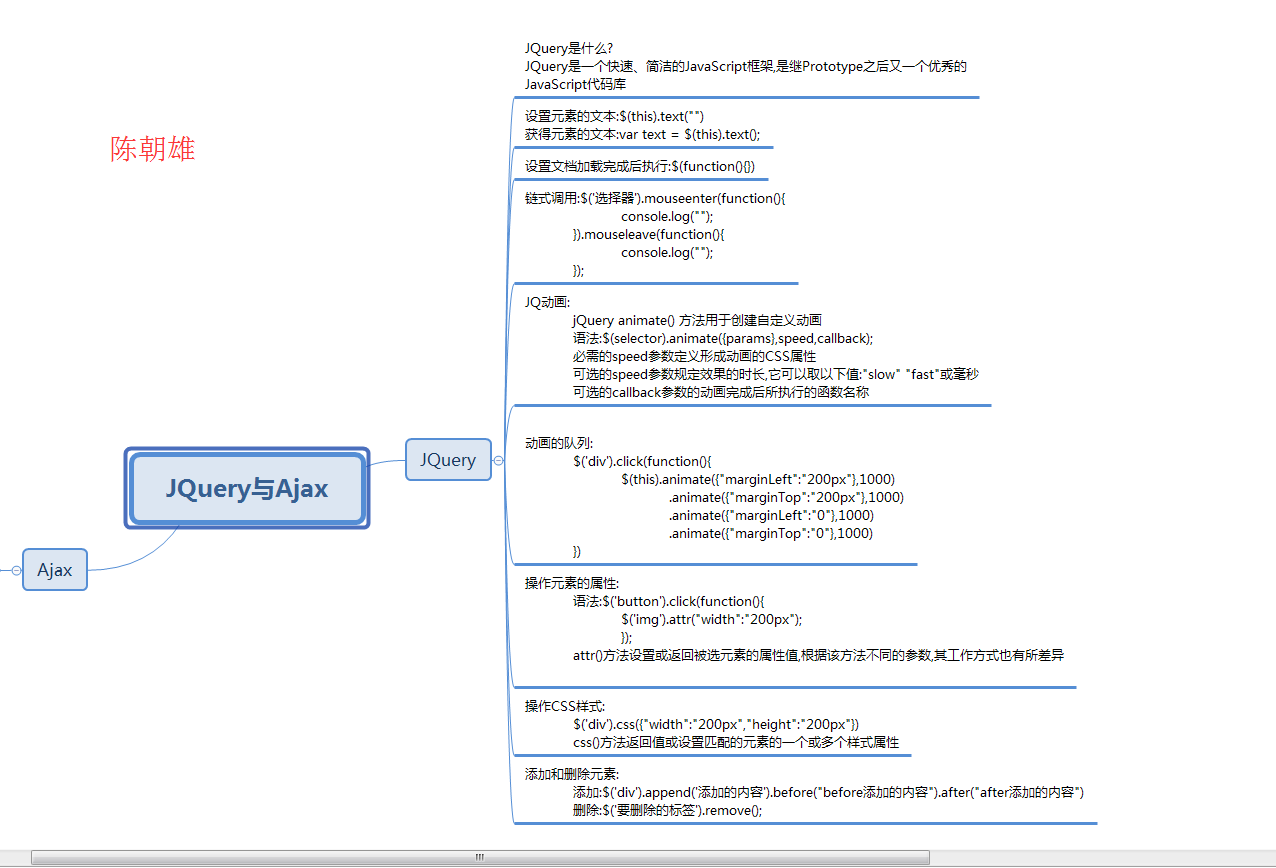 陈朝雄
JQuery与Ajax
JQuery
Ajax
JQuery是什么?
JQuery是一个快速、简洁的JavaScript框架,是继Prototype之后又一个优秀的
JavaScript代码库
设置元素的文本:$(this).text("")
获得元素的文本:var text = $(this).text();
设置文档加载完成后执行:$(function(){})
链式调用:$('选择器').mouseenter(function(){
console.log("");
}).mouseleave(function(){
console.log("");
});
JQ动画:
jQuery animate() 方法用于创建自定义动画
语法:$(selector).animate({params},speed,callback);
必需的speed参数定义形成动画的CSS属性
可选的speed参数规定效果的时长,它可以取以下值:"slow" "fast"或毫秒
可选的callback参数的动画完成后所执行的函数名称
动画的队列:
$('div').click(function(){
$(this).animate({"marginLeft":"200px"},1000)
.animate({"marginTop":"200px"},1000)
.animate({"marginLeft":"0"},1000)
.animate({"marginTop":"0"},1000)
})
操作元素的属性:
语法:$('button').click(function(){
$('img').attr("width":"200px");
});
attr()方法设置或返回被选元素的属性值,根据该方法不同的参数,其工作方式也有所差异
操作CSS样式:
$('div').css({"width":"200px","height":"200px"})
css()方法返回值或设置匹配的元素的一个或多个样式属性
添加和删除元素:
添加:$('div').append('添加的内容').before("before添加的内容").after("after添加的内容")
删除:$('要删除的标签').remove();